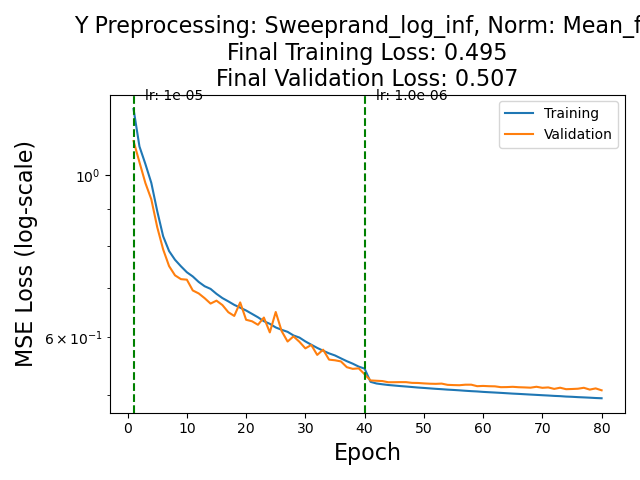 Y Preprocessing: Sweeprand_log_inf, Norm: Mean_f
Final Training Loss: 0.495
Final Validation Loss: 0.507
lr: 1e-05
lr: 1.0e-06
Training
Validation
MSE Loss (log-scale)
10⁰
6 × 10⁻¹
0 10 20 30 40 50 60 70 80
Epoch